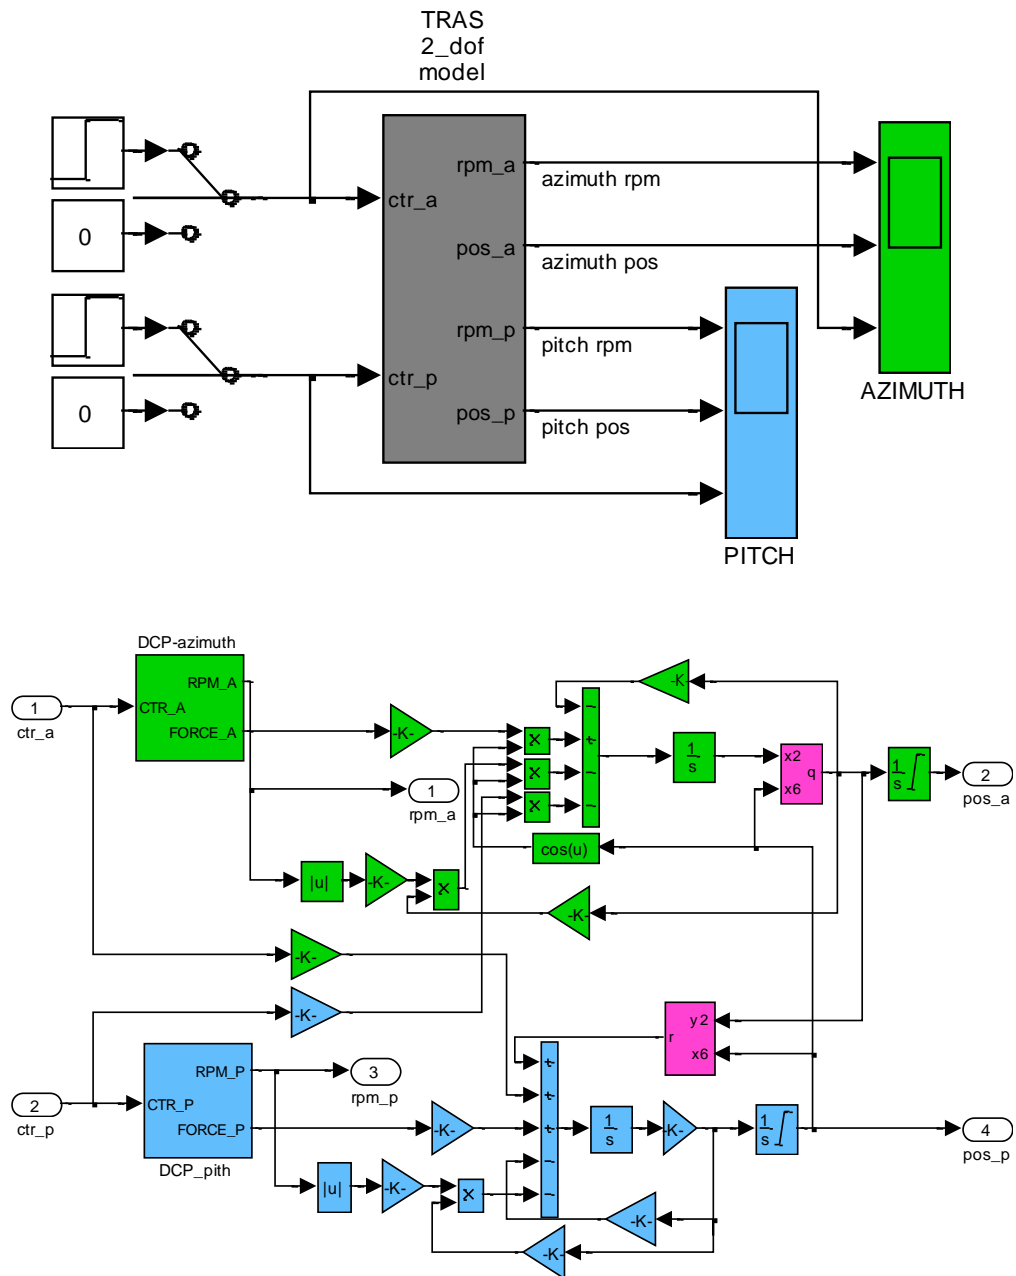 TRAS
2_dof
model
rpm_a
azimuth rpm
ctr_a
0
pos_a
azimuth pos
rpm_p
pitch rpm
ctr_p
AZIMUTH
0
pos_p
pitch pos
PITCH
DCP-azimuth
RPM_A
1
CTR_A
ctr_a
FORCE_A
-K-
-K
x
+
-
-
-
1
s
x2
q
x6
1
s
2
pos_a
x
x
1
rpm_a
cos(u)
|u|
-K-
x
-K-
-K-
-K-
y2
r
x6
RPM_P
3
rpm_p
2
CTR_P
ctr_p
FORCE_P
-K-
+
+
+
-
-
1
s
-K-
1
s
4
pos_p
DCP_pith
|u|
-K-
x
-K-
-K-